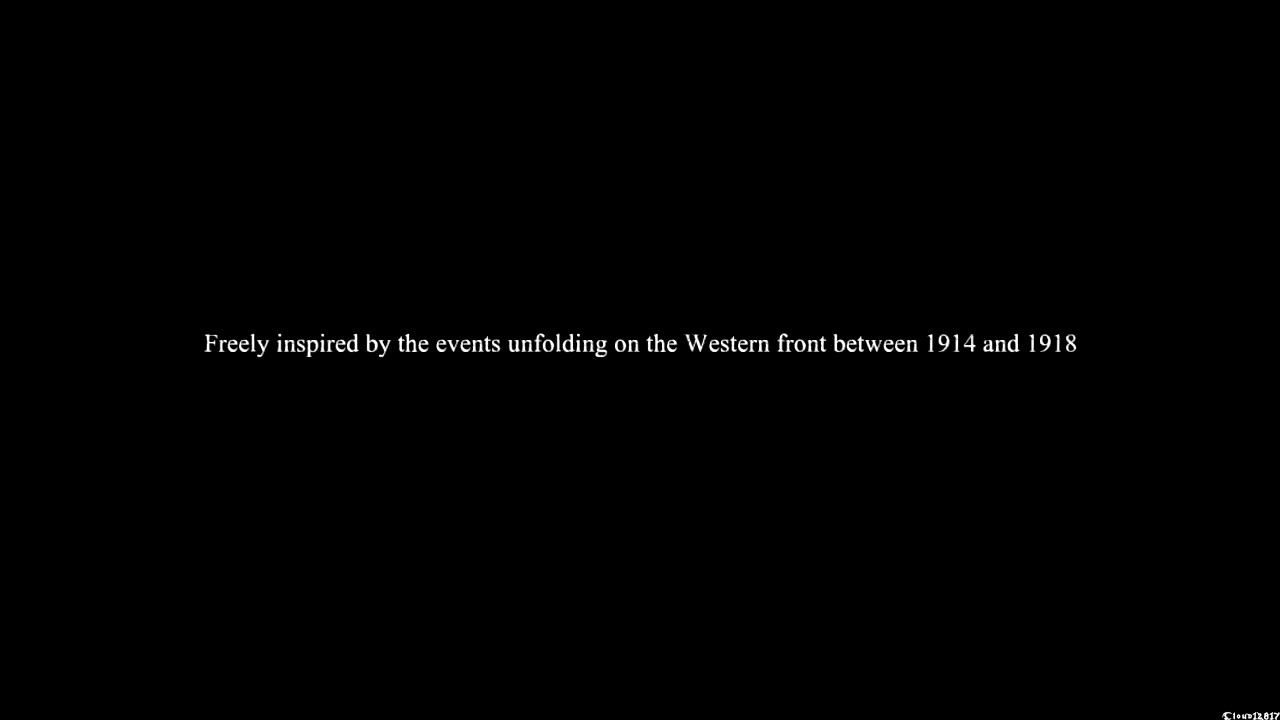 Freely inspired by the events unfolding on the Western front between 1914 and 1918